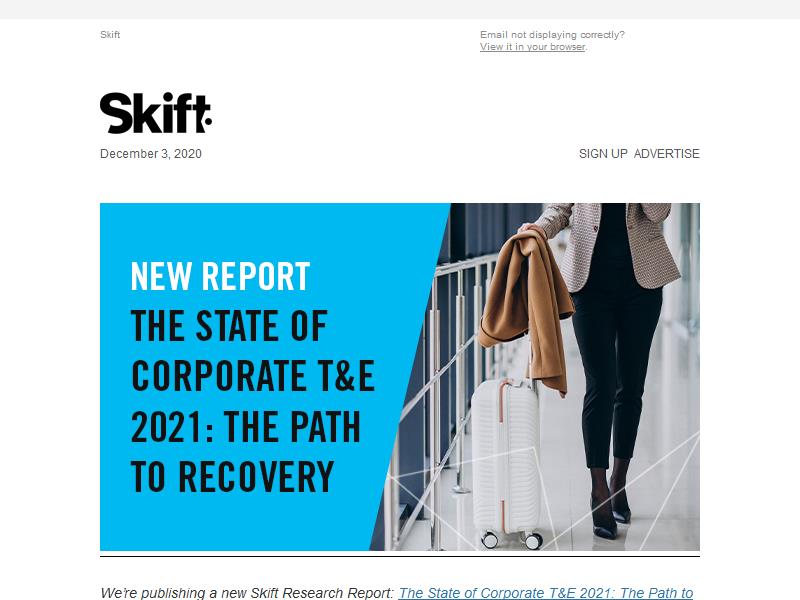 Skift
Email not displaying correctly?
View it in your browser.
Skift
December 3, 2020
SIGN UP ADVERTISE
NEW REPORT
THE STATE OF
CORPORATE T&E
2021: THE PATH
TO RECOVERY
We're publishing a new Skift Research Report: The State of Corporate T&E 2021: The Path to